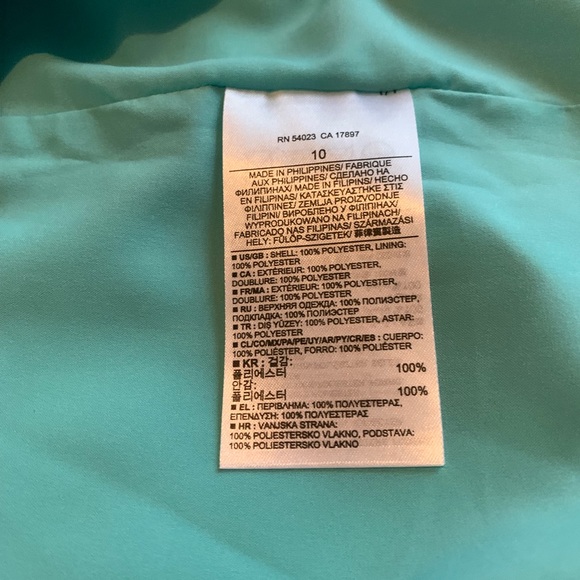 RN 54023 CA 17897
10
MADE IN PHILIPPINES/ FABRIQUE
AUX PHILIPPINES/ СДЕЛАНО НА
ФИЛИПИНАХ/ MADE IN FILIPINS/ HECHO
EN FILIPINAS/ ΚΑΤΑΣΚΕΥΑΣΤΗΚΕ ΣΤΙΣ
ΦΙΛΙΠΠΙΝΕΣ/ ZEMLJA PROIZVODNJE
FILIPINI/ ВИРОБЛЕНО У ФІЛІПІНАХ/
WYPRODUKOWANO NA FILIPINACH/
FABRICADO NAS FILIPINAS/ SZÁRMAZÁSI
HELY: FÜLÖP-SZIGETEK/ 菲律賓製造
■ US/GB : SHELL: 100% POLYESTER, LINING:
100% POLYESTER
■ CA : EXTÉRIEUR: 100% POLYESTER,
DOUBLURE: 100% POLYESTER
■ FR/MA : EXTÉRIEUR: 100% POLYESTER,
DOUBLURE: 100% POLYESTER
■ RU : ВЕРХНЯЯ ОДЕЖДА: 100% ПОЛИЭСТЕР,
ПОДКЛАДКА: 100% ПОЛИЭСТЕР
■ TR : DIŞ YÜZEY: 100% POLYESTER, ASTAR:
100% POLYESTER
■ CL/CO/MX/PA/PE/UY/AR/PY/CR/ES : CUERPO:
100% POLIÉSTER, FORRO: 100% POLIÉSTER
■ KR : 겉감:
폴리에스터 100%
안감:
폴리에스터 100%
■ EL : ΠΕΡΙΒΛΗΜΑ: 100% ΠΟΛΥΕΣΤΕΡΑΣ,
ΕΠΕΝΔΥΣΗ: 100% ΠΟΛΥΕΣΤΕΡΑΣ
■ HR : VANJSKA STRANA:
100% POLIESTERSKO VLAKNO, PODSTAVA:
100% POLIESTERSKO VLAKNO